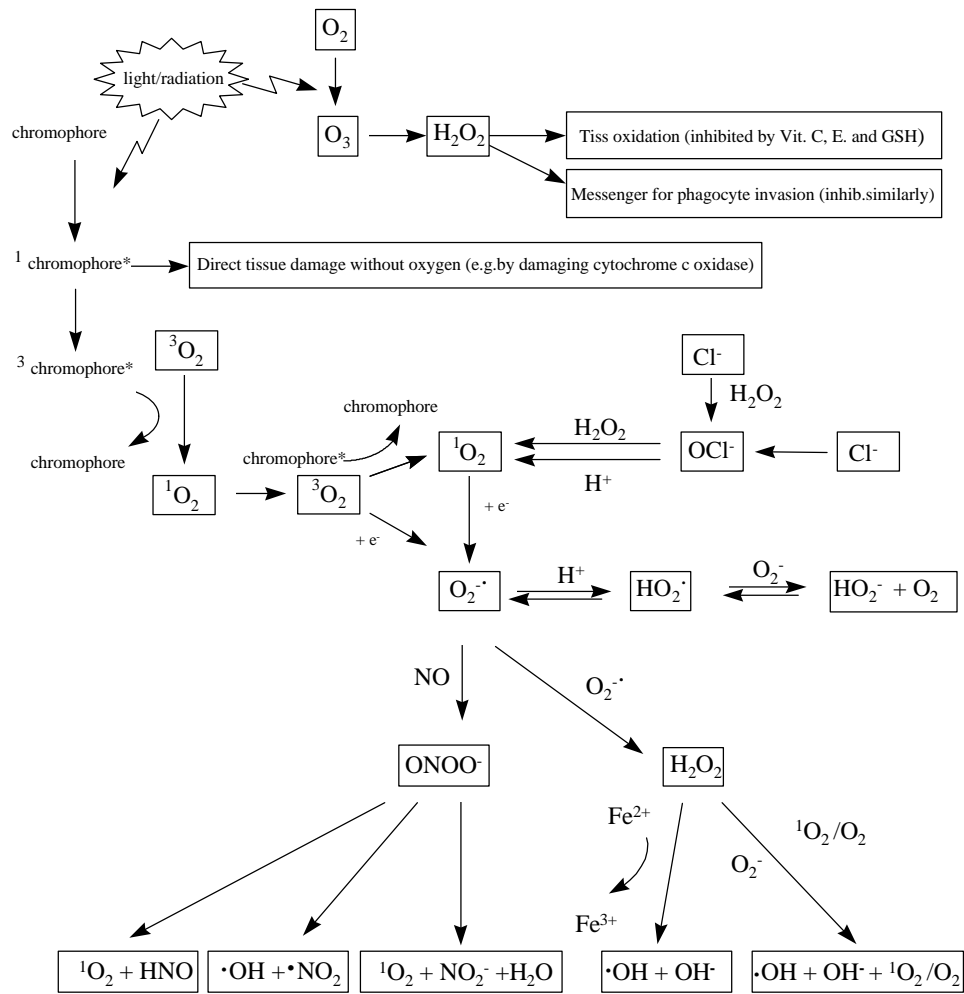 O₂
light/radiation
chromophore
O₃
H₂O₂
Tiss oxidation (inhibited by Vit. C, E. and GSH)
Messenger for phagocyte invasion (inhib.similarly)
¹ chromophore*
Direct tissue damage without oxygen (e.g.by damaging cytochrome c oxidase)
³ chromophore*
³O₂
Cl⁻
H₂O₂
chromophore
chromophore
chromophore*
¹O₂
³O₂
¹O₂
H₂O₂
H⁺
OCl⁻
Cl⁻
+ e⁻
+ e⁻
O₂⁻·
H⁺
HO₂·
O₂⁻
HO₂⁻ + O₂
NO
O₂⁻·
ONOO⁻
H₂O₂
Fe²⁺
Fe³⁺
O₂⁻
¹O₂/O₂
¹O₂ + HNO
·OH + •NO₂
¹O₂ + NO₂⁻ +H₂O
·OH + OH⁻
·OH + OH⁻ + ¹O₂/O₂